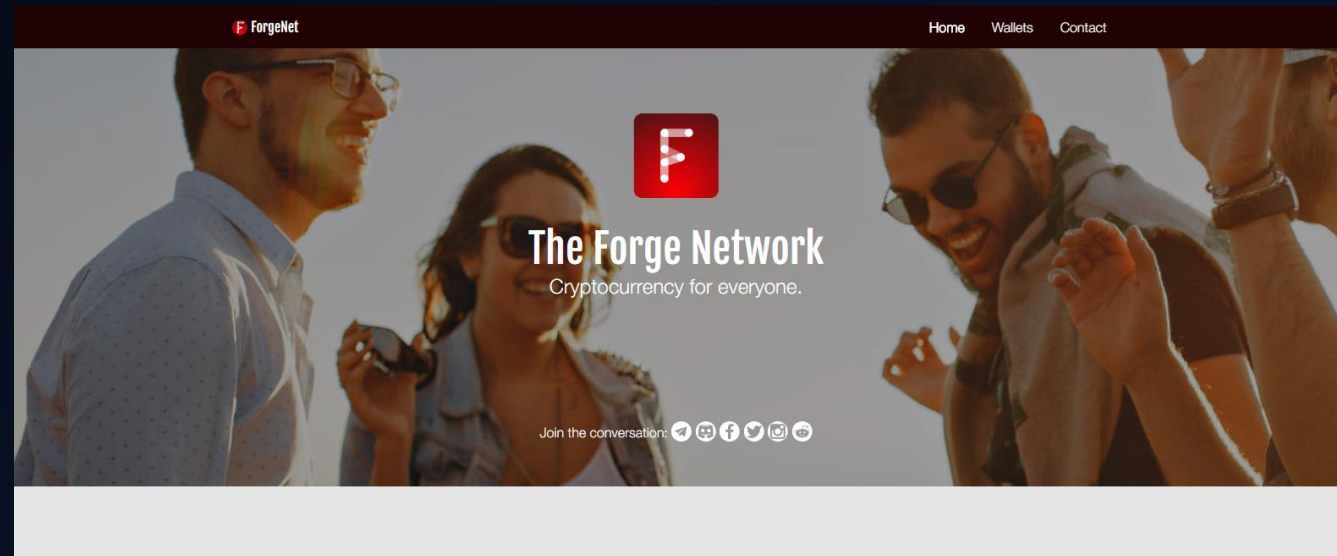 ForgeNet
Home Wallets Contact
F
The Forge Network
Cryptocurrency for everyone.
Join the conversation: